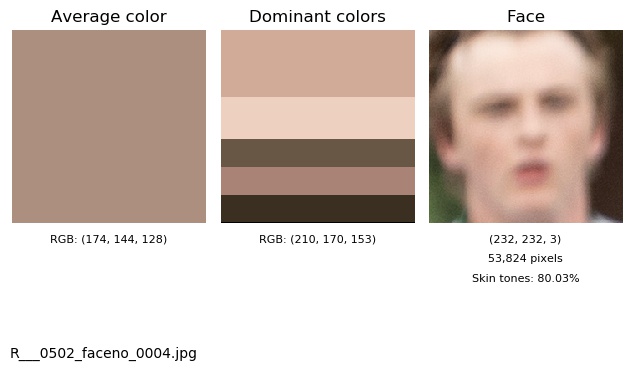 Average color
Dominant colors
Face
RGB: (174, 144, 128)
RGB: (210, 170, 153)
(232, 232, 3)
53,824 pixels
Skin tones: 80.03%
R___0502_faceno_0004.jpg